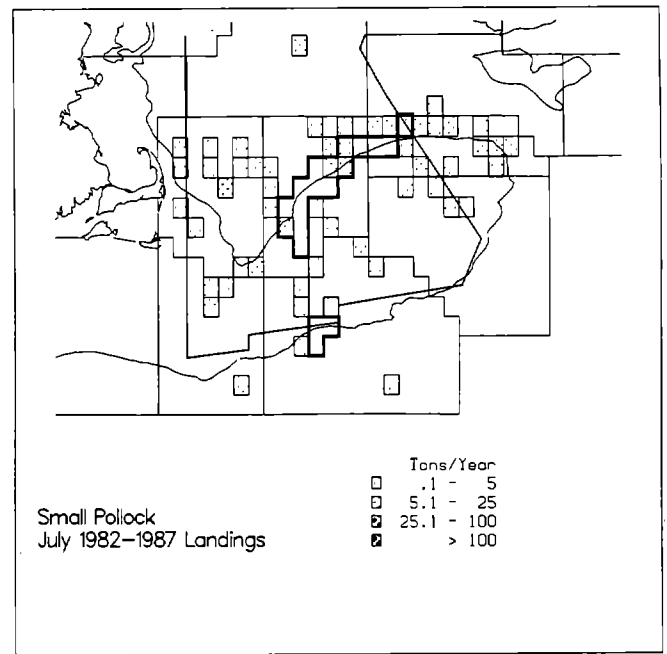 Tons/Year
.1 - 5
5.1 - 25
25.1 - 100
> 100
Small Pollock
July 1982-1987 Landings